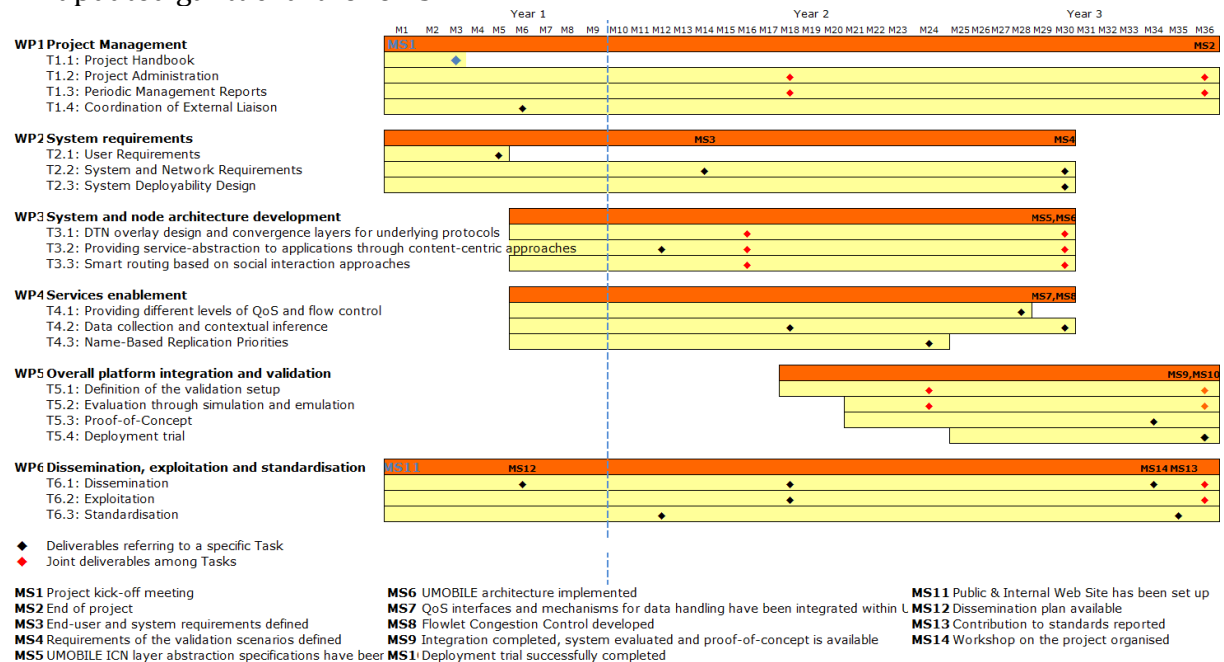 Year 1 Year 2 Year 3
M1 M2 M3 M4 M5 M6 M7 M8 M9 M10 M11 M12 M13 M14 M15 M16 M17 M18 M19 M20 M21 M22 M23 M24 M25 M26 M27 M28 M29 M30 M31 M32 M33 M34 M35 M36
WP1 Project Management MS1 MS2
T1.1: Project Handbook
T1.2: Project Administration
T1.3: Periodic Management Reports
T1.4: Coordination of External Liaison
WP2 System requirements MS3 MS4
T2.1: User Requirements
T2.2: System and Network Requirements
T2.3: System Deployability Design
WP3 System and node architecture development MS5,MS6
T3.1: DTN overlay design and convergence layers for underlying protocols
T3.2: Providing service-abstraction to applications through content-centric approaches
T3.3: Smart routing based on social interaction approaches
WP4 Services enablement MS7,MS8
T4.1: Providing different levels of QoS and flow control
T4.2: Data collection and contextual inference
T4.3: Name-Based Replication Priorities
WP5 Overall platform integration and validation MS9,MS10
T5.1: Definition of the validation setup
T5.2: Evaluation through simulation and emulation
T5.3: Proof-of-Concept
T5.4: Deployment trial
WP6 Dissemination, exploitation and standardisation MS11 MS12 MS14 MS13
T6.1: Dissemination
T6.2: Exploitation
T6.3: Standardisation
Deliverables referring to a specific Task
Joint deliverables among Tasks
MS1 Project kick-off meeting
MS2 End of project
MS3 End-user and system requirements defined
MS4 Requirements of the validation scenarios defined
MS5 UMOBILE ICN layer abstraction specifications have beer
MS6 UMOBILE architecture implemented
MS7 QoS interfaces and mechanisms for data handling have been integrated within U
MS8 Flowlet Congestion Control developed
MS9 Integration completed, system evaluated and proof-of-concept is available
MS1 Deployment trial successfully completed
MS11 Public & Internal Web Site has been set up
MS12 Dissemination plan available
MS13 Contribution to standards reported
MS14 Workshop on the project organised